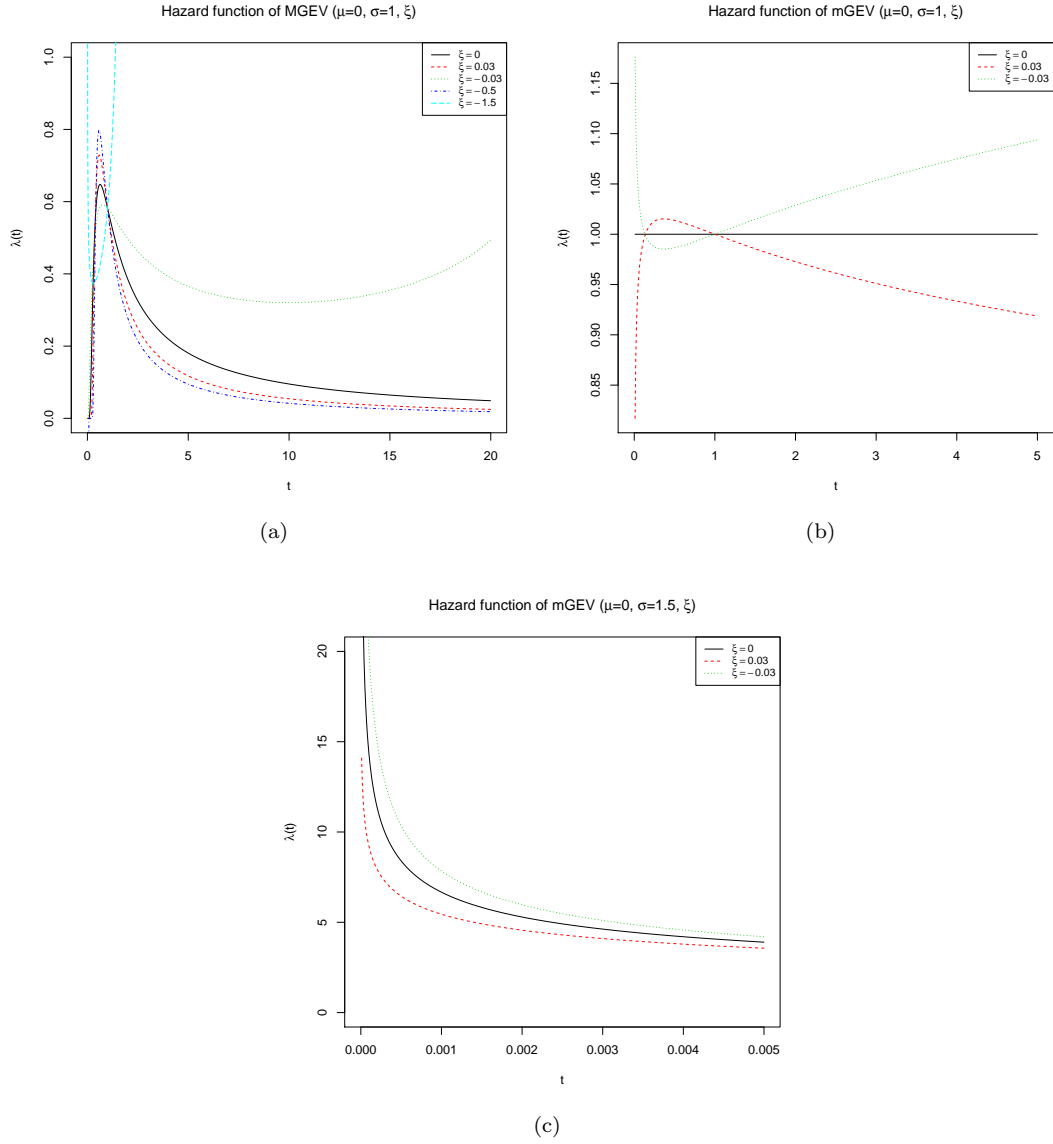 Hazard function of MGEV (μ=0, σ=1, ξ)
λ(t)
1.0
0.8
0.6
0.4
0.2
0.0
ξ = 0
ξ = 0.03
ξ = −0.03
ξ = −0.5
ξ = −1.5
0 5 10 15 20
t
(a)
Hazard function of mGEV (μ=0, σ=1, ξ)
λ(t)
1.15
1.10
1.05
1.00
0.95
0.90
0.85
ξ = 0
ξ = 0.03
ξ = −0.03
0 1 2 3 4 5
t
(b)
Hazard function of mGEV (μ=0, σ=1.5, ξ)
λ(t)
20
15
10
5
0
ξ = 0
ξ = 0.03
ξ = −0.03
0.000 0.001 0.002 0.003 0.004 0.005
t
(c)